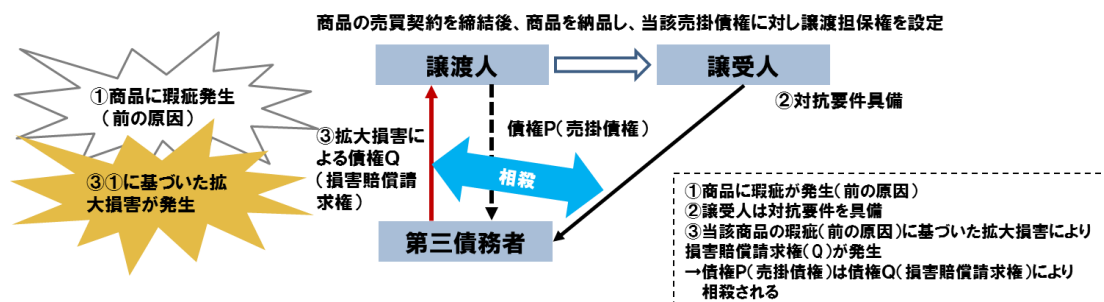 商品の売買契約を締結後、商品を納品し、当該売掛債権に対し譲渡担保権を設定
譲渡人
譲受人
①商品に瑕疵発生
(前の原因)
②対抗要件具備
③拡大損害に
よる債権Q
(損害賠償請
求権)
債権P(売掛債権)
相殺
③①に基づいた拡
大損害が発生
第三債務者
①商品に瑕疵が発生(前の原因)
②譲受人は対抗要件を具備
③当該商品の瑕疵(前の原因)に基づいた拡大損害により
損害賠償請求権(Q)が発生
→債権P(売掛債権)は債権Q(損害賠償請求権)により
相殺される